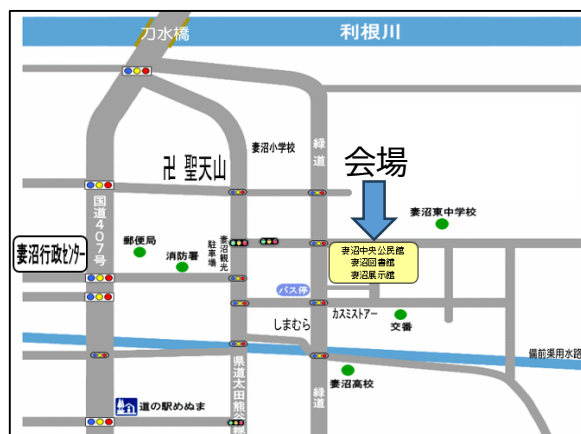 刀水橋
利根川
妻沼小学校
緑道
会場
卍 聖天山
妻沼東中学校
国道407号
妻沼行政センター
郵便局
消防署
妻沼観光
駐車場
妻沼中央公民館
妻沼図書館
妻沼展示館
バス停
しまむら
カスミストアー
交番
備前渠用水路
県道太田熊谷線
緑道
妻沼高校
道の駅めぬま